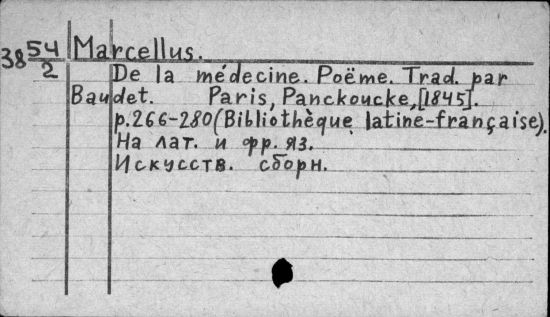 38 54/2 Marcellus.
De la médecine. Poëme. Trad. par
Baudet. Paris, Panckoucke, [1845].
p.266-280 (Bibliothèque latine-française).
На лат. и фр. яз.
Искусств. сборн.